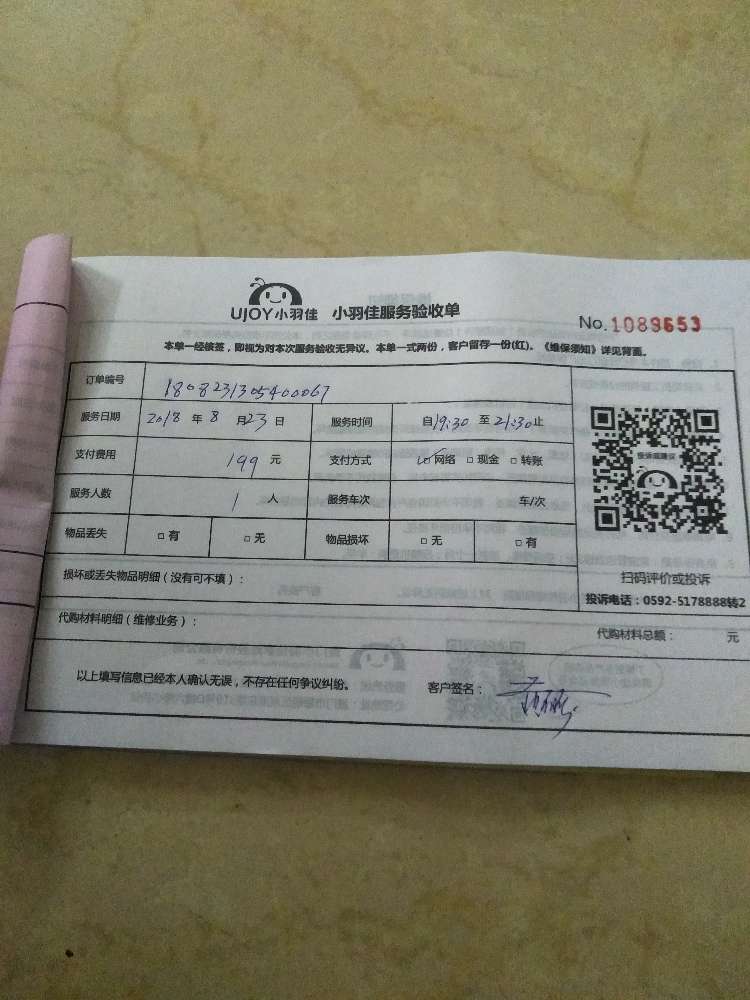 UJOY小羽佳 小羽佳服务验收单
No.1089653
本单一经核签，即视为对本次服务验收无异议。本单一式两份，客户留存一份(红)。《维保须知》详见背面。
订单编号 180823130540067
服务日期 2018 年 8 月 23 日 服务时间 自 19:30 至 21:30 止
支付费用 199 元 支付方式 ☑网络 □现金 □转账
投诉或建议
服务人数 1 人 服务车次 车/次
物品丢失 □有 □无 物品损坏 □无 □有
扫码评价或投诉
损坏或丢失物品明细（没有可不填）：
投诉电话：0592-5178888转2
代购材料明细（维修业务）： 代购材料总额： 元
以上填写信息已经本人确认无误，不存在任何争议纠纷。 客户签名：